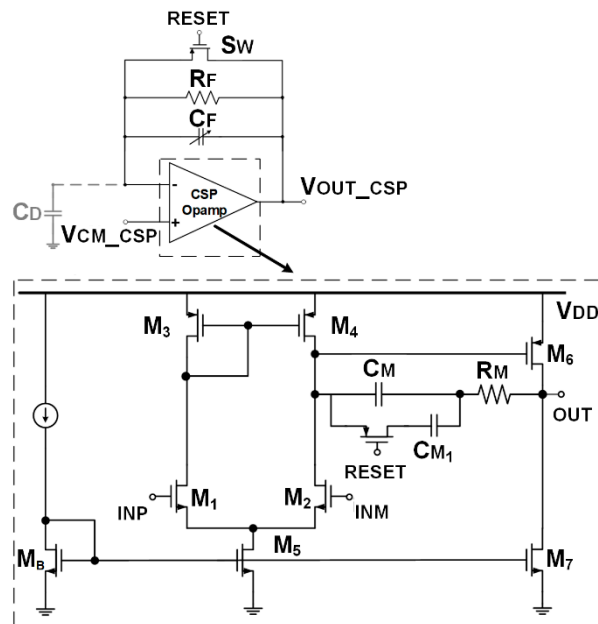 RESET
SW
RF
CF
-
CSP
Opamp
+
VOUT_CSP
CD
VCM_CSP
VDD
M3
M4
M6
CM
RM
OUT
CM1
RESET
INP
M1
M2
INM
MB
M5
M7